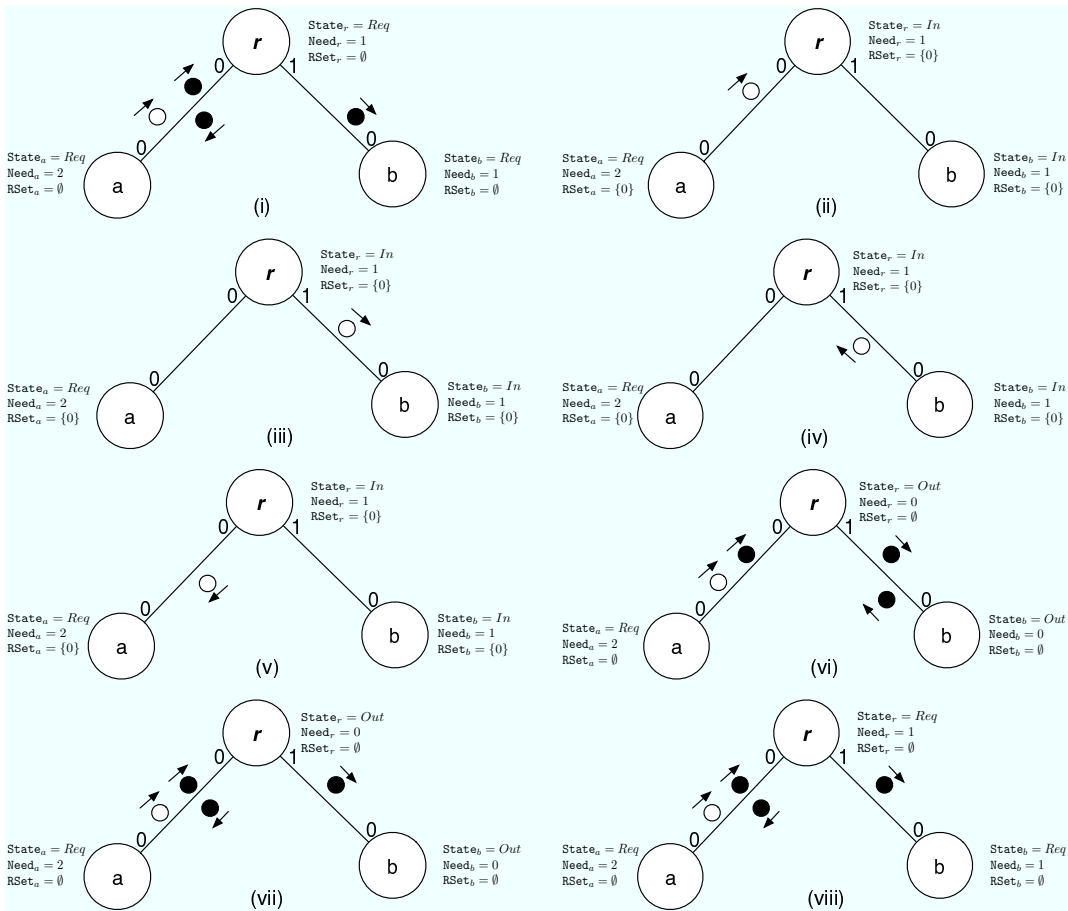 State_r = Req
Need_r = 1
RSet_r = ∅
r
0 1
0 0
State_a = Req
Need_a = 2
RSet_a = ∅
a
b
State_b = Req
Need_b = 1
RSet_b = ∅
(i)
State_r = In
Need_r = 1
RSet_r = {0}
r
0 1
0 0
State_a = Req
Need_a = 2
RSet_a = {0}
a
b
State_b = In
Need_b = 1
RSet_b = {0}
(ii)
State_r = In
Need_r = 1
RSet_r = {0}
r
0 1
0 0
State_a = Req
Need_a = 2
RSet_a = {0}
a
b
State_b = In
Need_b = 1
RSet_b = {0}
(iii)
State_r = In
Need_r = 1
RSet_r = {0}
r
0 1
0 0
State_a = Req
Need_a = 2
RSet_a = {0}
a
b
State_b = In
Need_b = 1
RSet_b = {0}
(iv)
State_r = In
Need_r = 1
RSet_r = {0}
r
0 1
0 0
State_a = Req
Need_a = 2
RSet_a = {0}
a
b
State_b = In
Need_b = 1
RSet_b = {0}
(v)
State_r = Out
Need_r = 0
RSet_r = ∅
r
0 1
0 0
State_a = Req
Need_a = 2
RSet_a = ∅
a
b
State_b = Out
Need_b = 0
RSet_b = ∅
(vi)
State_r = Out
Need_r = 0
RSet_r = ∅
r
0 1
0 0
State_a = Req
Need_a = 2
RSet_a = ∅
a
b
State_b = Out
Need_b = 0
RSet_b = ∅
(vii)
State_r = Req
Need_r = 1
RSet_r = ∅
r
0 1
0 0
State_a = Req
Need_a = 2
RSet_a = ∅
a
b
State_b = Req
Need_b = 1
RSet_b = ∅
(viii)